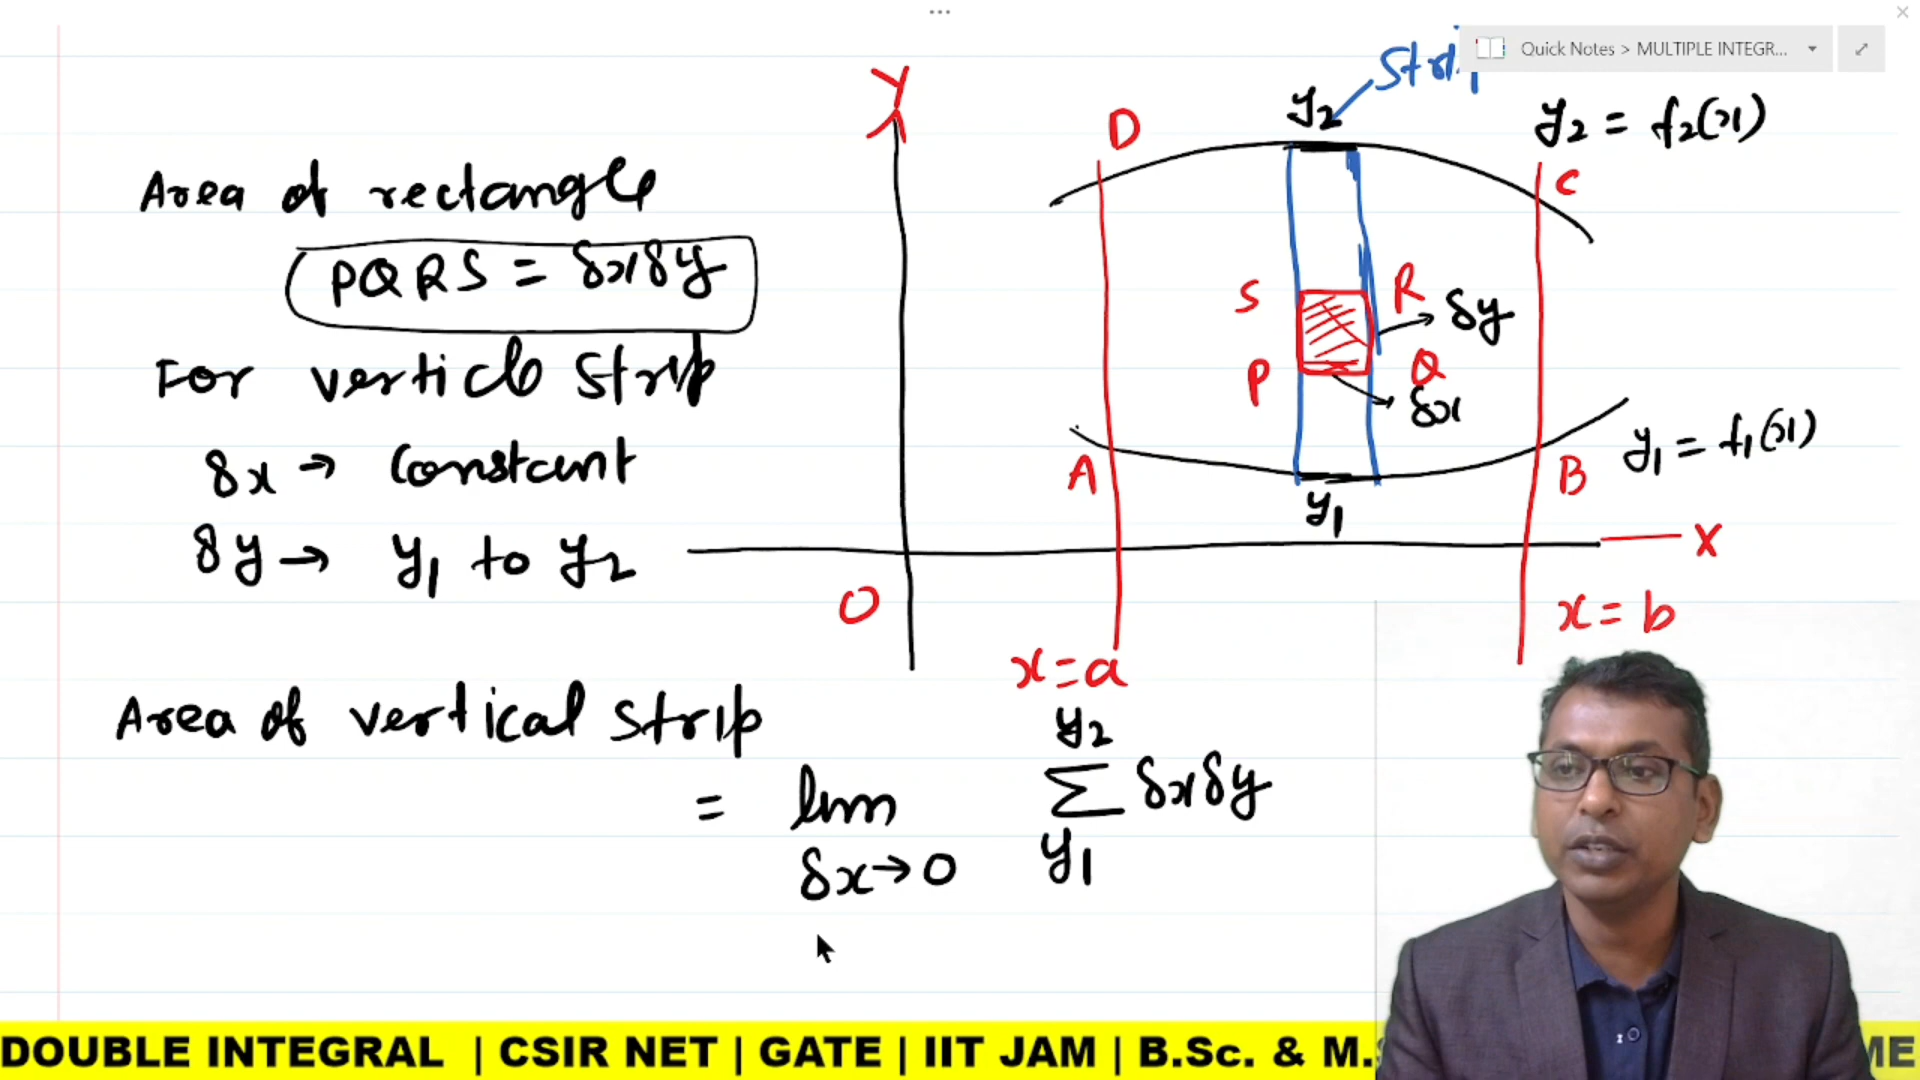 Quick Notes > MULTIPLE INTEGR...
Area of rectangle
PQRS = δxδy
For verticle strip
δx → Constant
δy → y₁ to y₂
Area of vertical strip
= lim δx→0 ∑ y₁ y₂ δxδy
Y
D
y₂
y₂ = f₂(x)
C
S
R
δy
P
Q
δx
A
y₁
B
y₁ = f₁(x)
X
O
x=a
x=b
DOUBLE INTEGRAL | CSIR NET | GATE | IIT JAM | B.Sc. & M.
ME